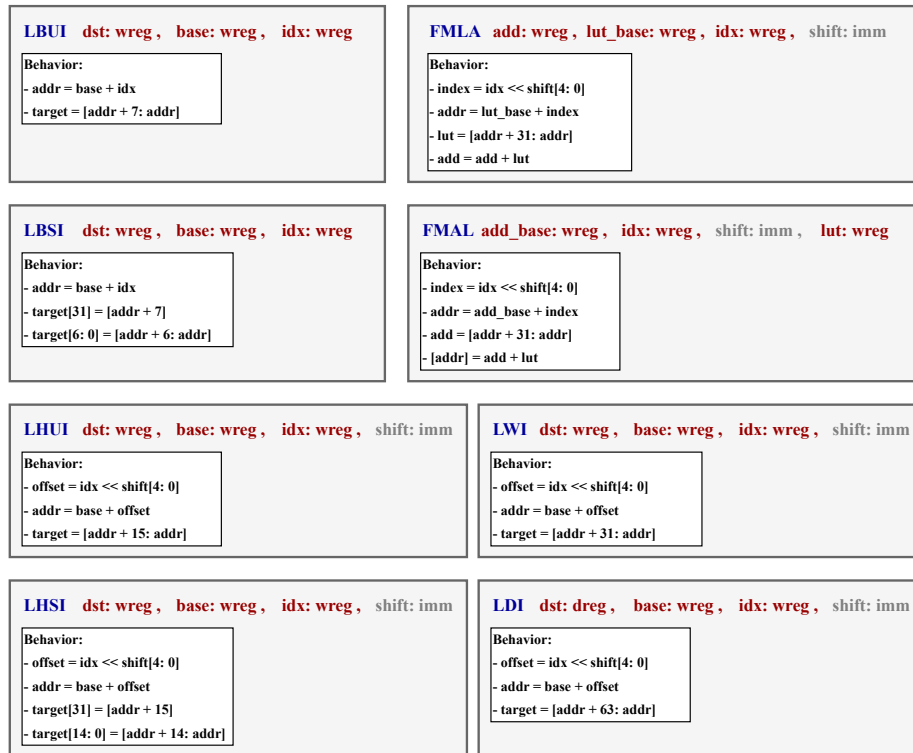 LBUI dst: wreg , base: wreg , idx: wreg
Behavior:
- addr = base + idx
- target = [addr + 7: addr]
FMLA add: wreg , lut_base: wreg , idx: wreg , shift: imm
Behavior:
- index = idx << shift[4: 0]
- addr = lut_base + index
- lut = [addr + 31: addr]
- add = add + lut
LBSI dst: wreg , base: wreg , idx: wreg
Behavior:
- addr = base + idx
- target[31] = [addr + 7]
- target[6: 0] = [addr + 6: addr]
FMAL add_base: wreg , idx: wreg , shift: imm , lut: wreg
Behavior:
- index = idx << shift[4: 0]
- addr = add_base + index
- add = [addr + 31: addr]
- [addr] = add + lut
LHUI dst: wreg , base: wreg , idx: wreg , shift: imm
Behavior:
- offset = idx << shift[4: 0]
- addr = base + offset
- target = [addr + 15: addr]
LWI dst: wreg , base: wreg , idx: wreg , shift: imm
Behavior:
- offset = idx << shift[4: 0]
- addr = base + offset
- target = [addr + 31: addr]
LHSI dst: wreg , base: wreg , idx: wreg , shift: imm
Behavior:
- offset = idx << shift[4: 0]
- addr = base + offset
- target[31] = [addr + 15]
- target[14: 0] = [addr + 14: addr]
LDI dst: dreg , base: wreg , idx: wreg , shift: imm
Behavior:
- offset = idx << shift[4: 0]
- addr = base + offset
- target = [addr + 63: addr]